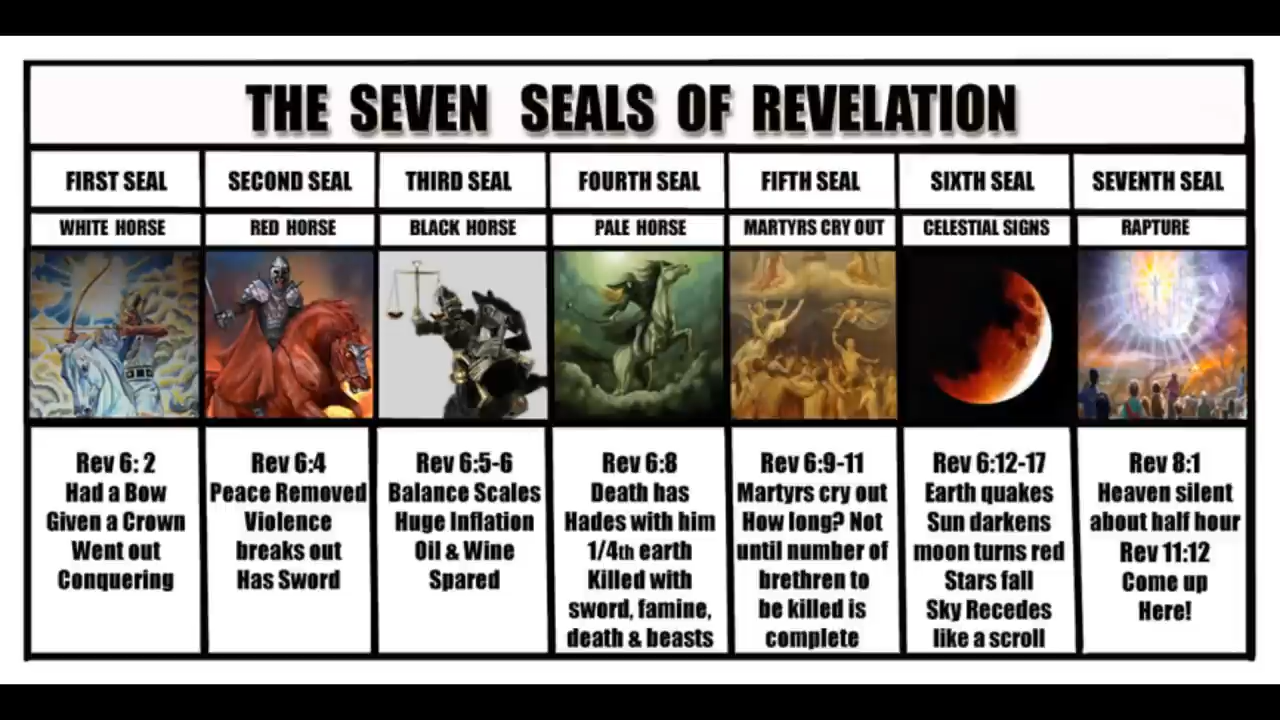 THE SEVEN SEALS OF REVELATION
FIRST SEAL
SECOND SEAL
THIRD SEAL
FOURTH SEAL
FIFTH SEAL
SIXTH SEAL
SEVENTH SEAL
WHITE HORSE
RED HORSE
BLACK HORSE
PALE HORSE
MARTYRS CRY OUT
CELESTIAL SIGNS
RAPTURE
Rev 6: 2
Had a Bow
Given a Crown
Went out
Conquering
Rev 6:4
Peace Removed
Violence
breaks out
Has Sword
Rev 6:5-6
Balance Scales
Huge Inflation
Oil & Wine
Spared
Rev 6:8
Death has
Hades with him
1/4th earth
Killed with
sword, famine,
death & beasts
Rev 6:9-11
Martyrs cry out
How long? Not
until number of
brethren to
be killed is
complete
Rev 6:12-17
Earth quakes
Sun darkens
moon turns red
Stars fall
Sky Recedes
like a scroll
Rev 8:1
Heaven silent
about half hour
Rev 11:12
Come up
Here!